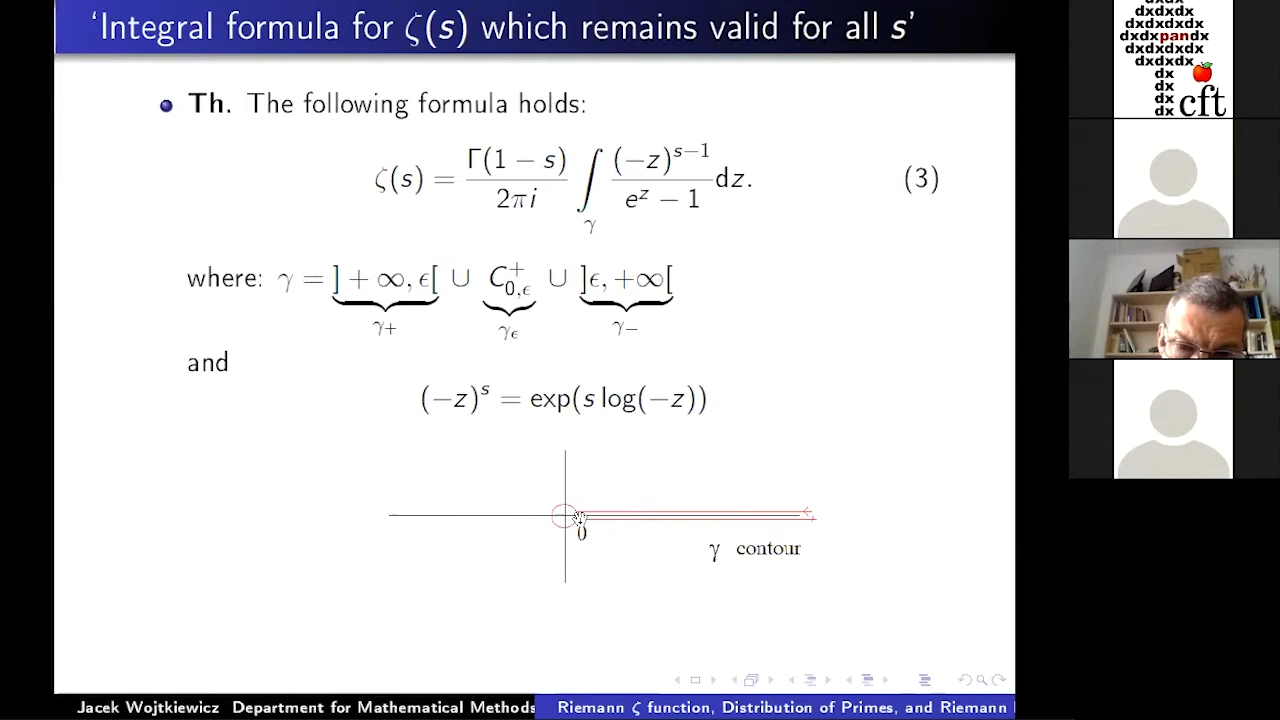 ‘Integral formula for ζ(s) which remains valid for all s’
Th. The following formula holds:
ζ(s) = Γ(1 − s) / 2πi ∫γ (−z)^{s−1} / e^z − 1 dz. (3)
where: γ = ]+∞, ϵ[ ∪ C⁺₀,ϵ ∪ ]ϵ, +∞[
γ₊ γϵ γ₋
and
(−z)^s = exp(s log(−z))
0
γ contour
Jacek Wojtkiewicz Department for Mathematical Methods
Riemann ζ function, Distribution of Primes, and Riemann
dxdxdx
dxdxdx
dxdxdxdx
dxdxpandx
dxdxdxdx
dxdxdx
dx
dx
dx
dx
cft